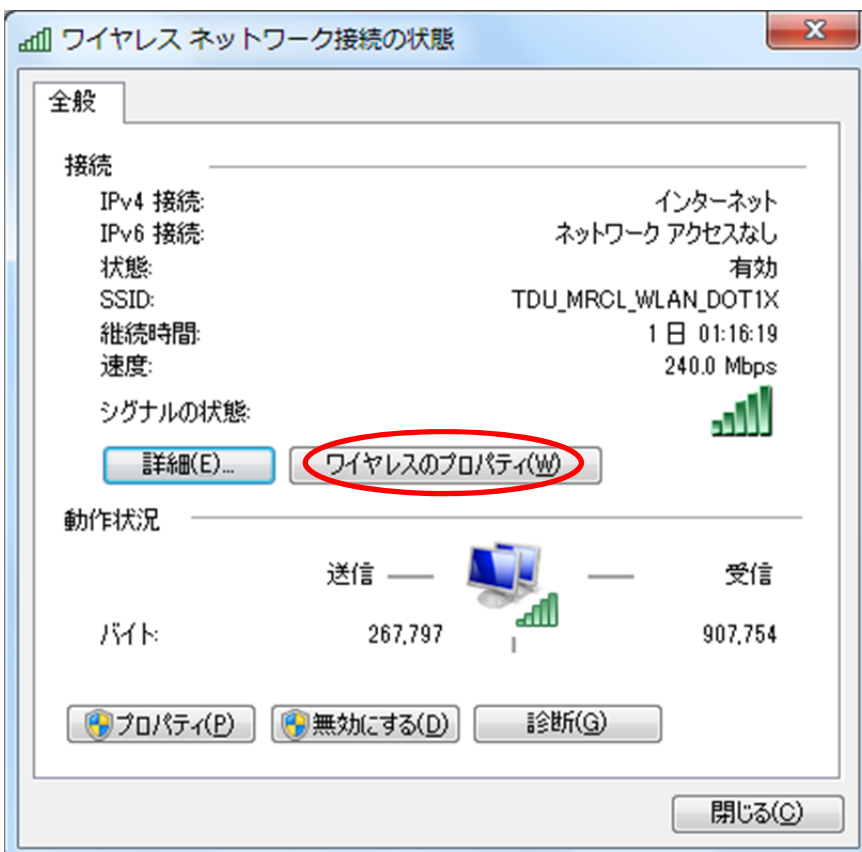 ワイヤレス ネットワーク接続の状態
全般
接続
IPv4 接続: インターネット
IPv6 接続: ネットワーク アクセスなし
状態: 有効
SSID: TDU_MRCL_WLAN_DOT1X
継続時間: 1 日 01:16:19
速度: 240.0 Mbps
シグナルの状態:
詳細(E)... ワイヤレスのプロパティ(W)
動作状況
送信 受信
バイト: 267,797 907,754
プロパティ(P) 無効にする(D) 診断(G)
閉じる(C)